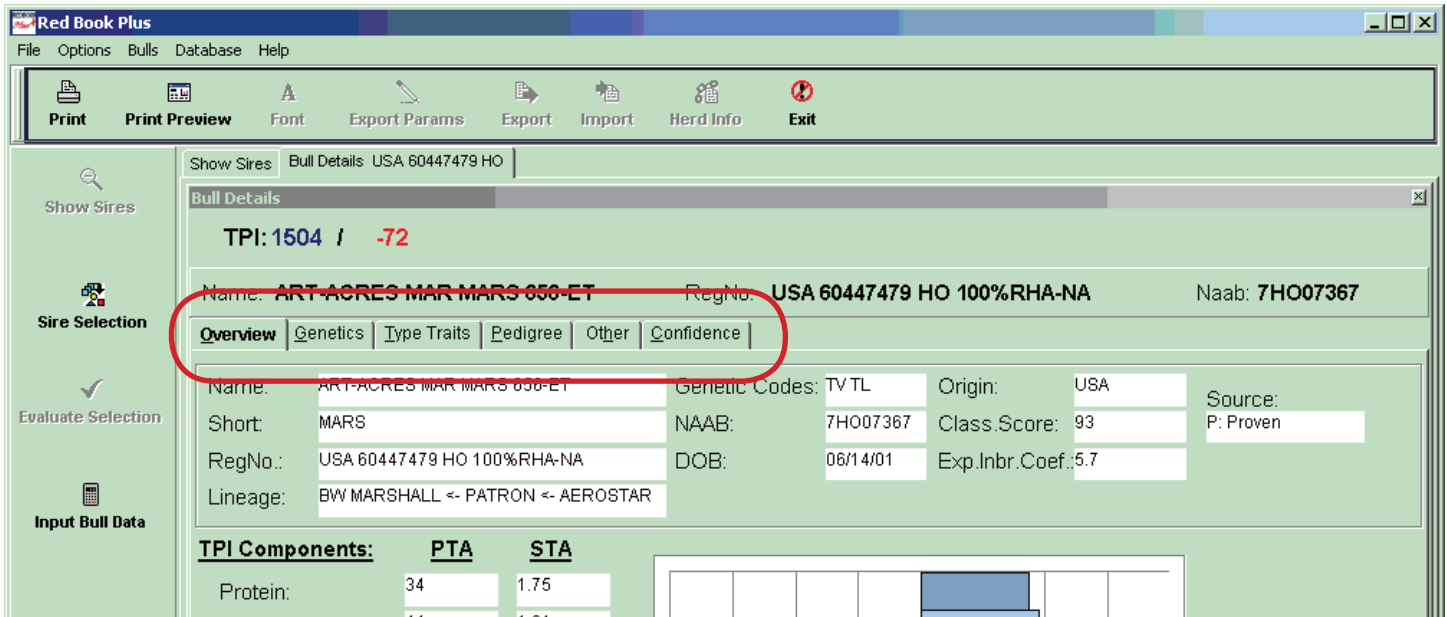 Red Book Plus
File Options Bulls Database Help
Print Print Preview Font Export Params Export Import Herd Info Exit
Show Sires
Sire Selection
Evaluate Selection
Input Bull Data
Show Sires Bull Details USA 60447479 HO
Bull Details
TPI: 1504 / -72
Name: ART-ACRES MAR MARS 656-ET RegNo: USA 60447479 HO 100%RHA-NA Naab: 7HO07367
Overview Genetics Type Traits Pedigree Other Confidence
Name: ART-ACRES MAR MARS 656-ET Genetic Codes: TV TL Origin: USA Source:
Short: MARS NAAB: 7HO07367 Class.Score: 93 P: Proven
RegNo.: USA 60447479 HO 100%RHA-NA DOB: 06/14/01 Exp.Inbr.Coef.: 5.7
Lineage: BW MARSHALL <- PATRON <- AEROSTAR
TPI Components: PTA STA
Protein: 34 1.75